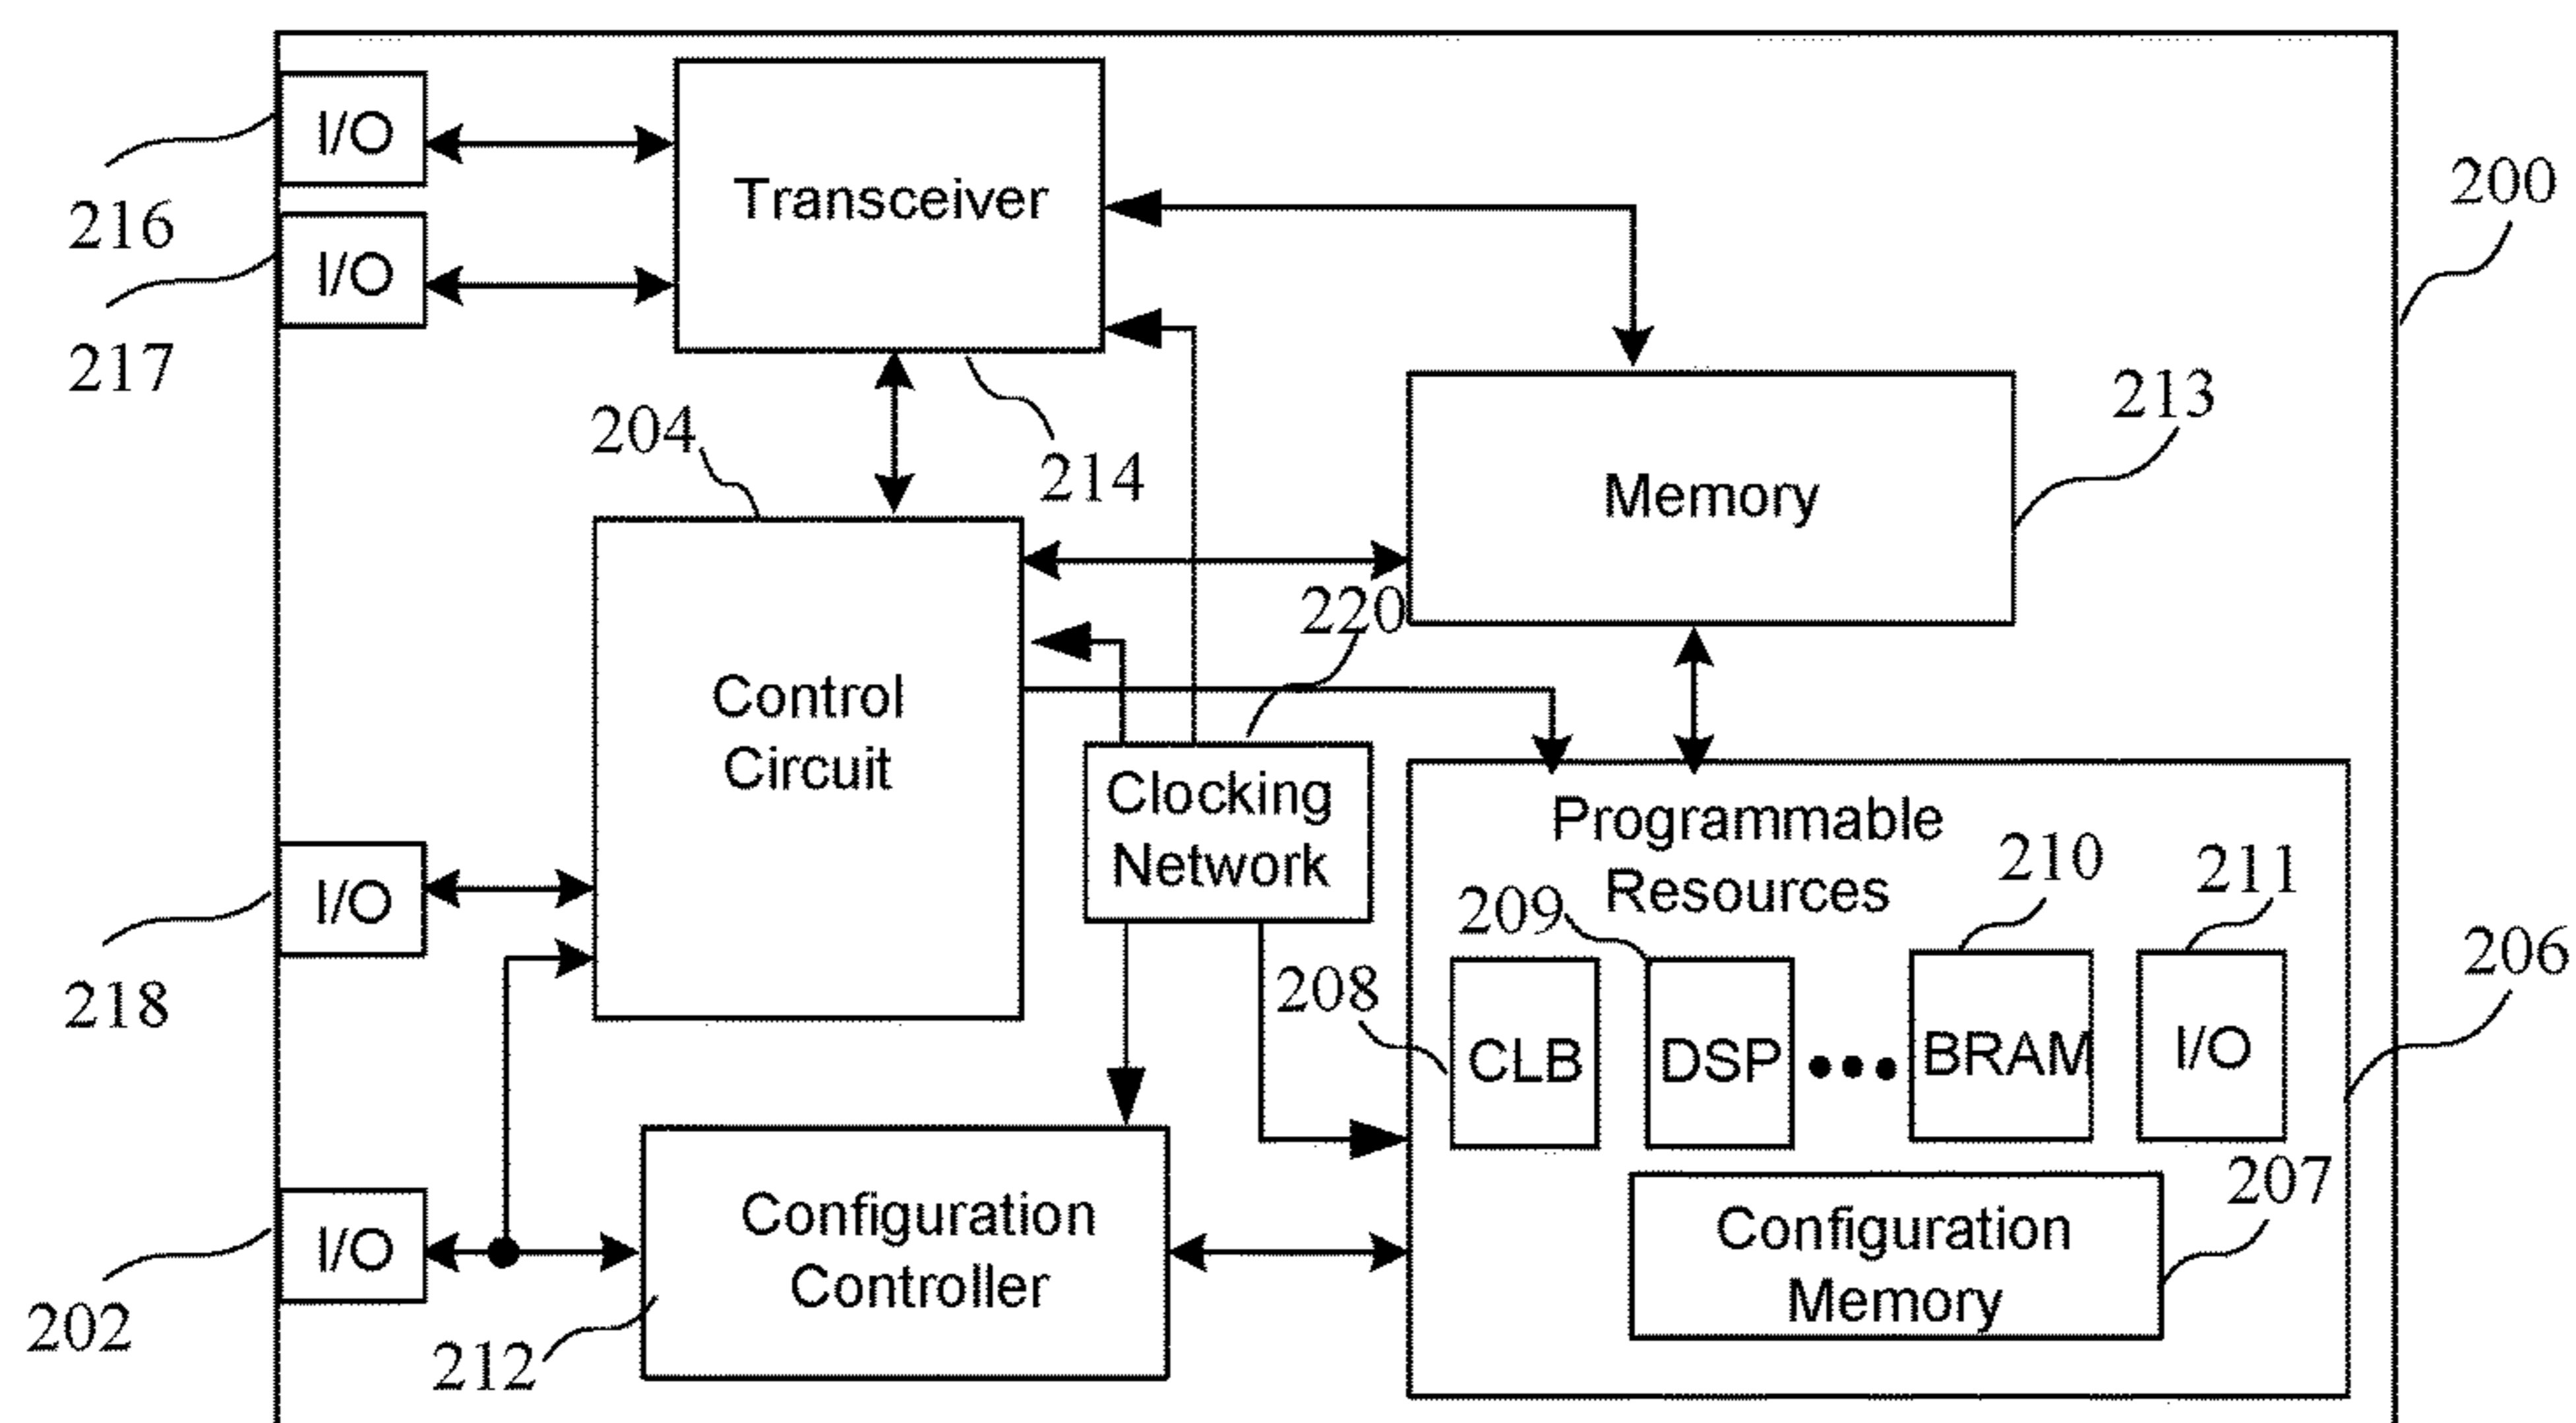 I/O
216
I/O
217
Transceiver
200
204
214
213
Memory
220
Control
Circuit
Clocking
Network
Programmable
Resources
210
211
209
206
208
CLB
DSP
BRAM
I/O
I/O
218
207
Configuration
Memory
I/O
202
Configuration
Controller
212